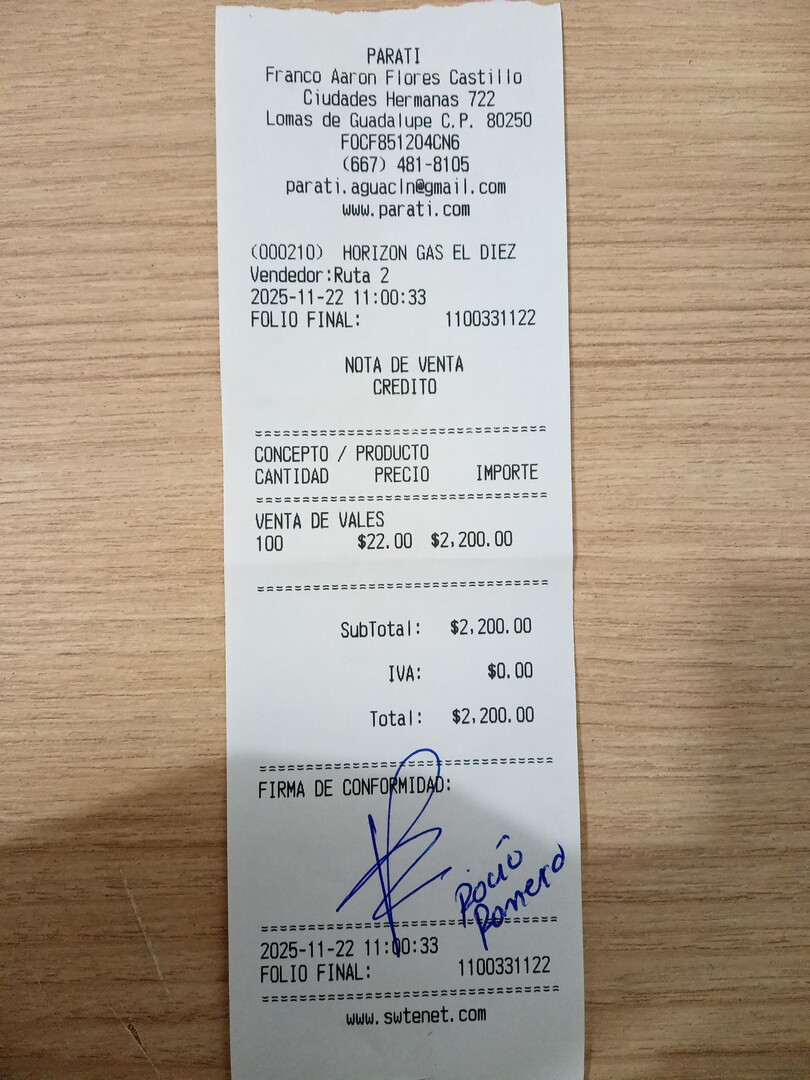 PARATI
Franco Aaron Flores Castillo
Ciudades Hermanas 722
Lomas de Guadalupe C.P. 80250
FOCF851204CN6
(667) 481-8105
parati.aguacln@gmail.com
www.parati.com
(000210) HORIZON GAS EL DIEZ
Vendedor:Ruta 2
2025-11-22 11:00:33
FOLIO FINAL: 1100331122
NOTA DE VENTA
CREDITO
================================
CONCEPTO / PRODUCTO
CANTIDAD PRECIO IMPORTE
================================
VENTA DE VALES
100 $22.00 $2,200.00
================================
SubTotal: $2,200.00
IVA: $0.00
Total: $2,200.00
================================
FIRMA DE CONFORMIDAD:
Rocío
Romero
================================
2025-11-22 11:00:33
FOLIO FINAL: 1100331122
================================
www.swtenet.com